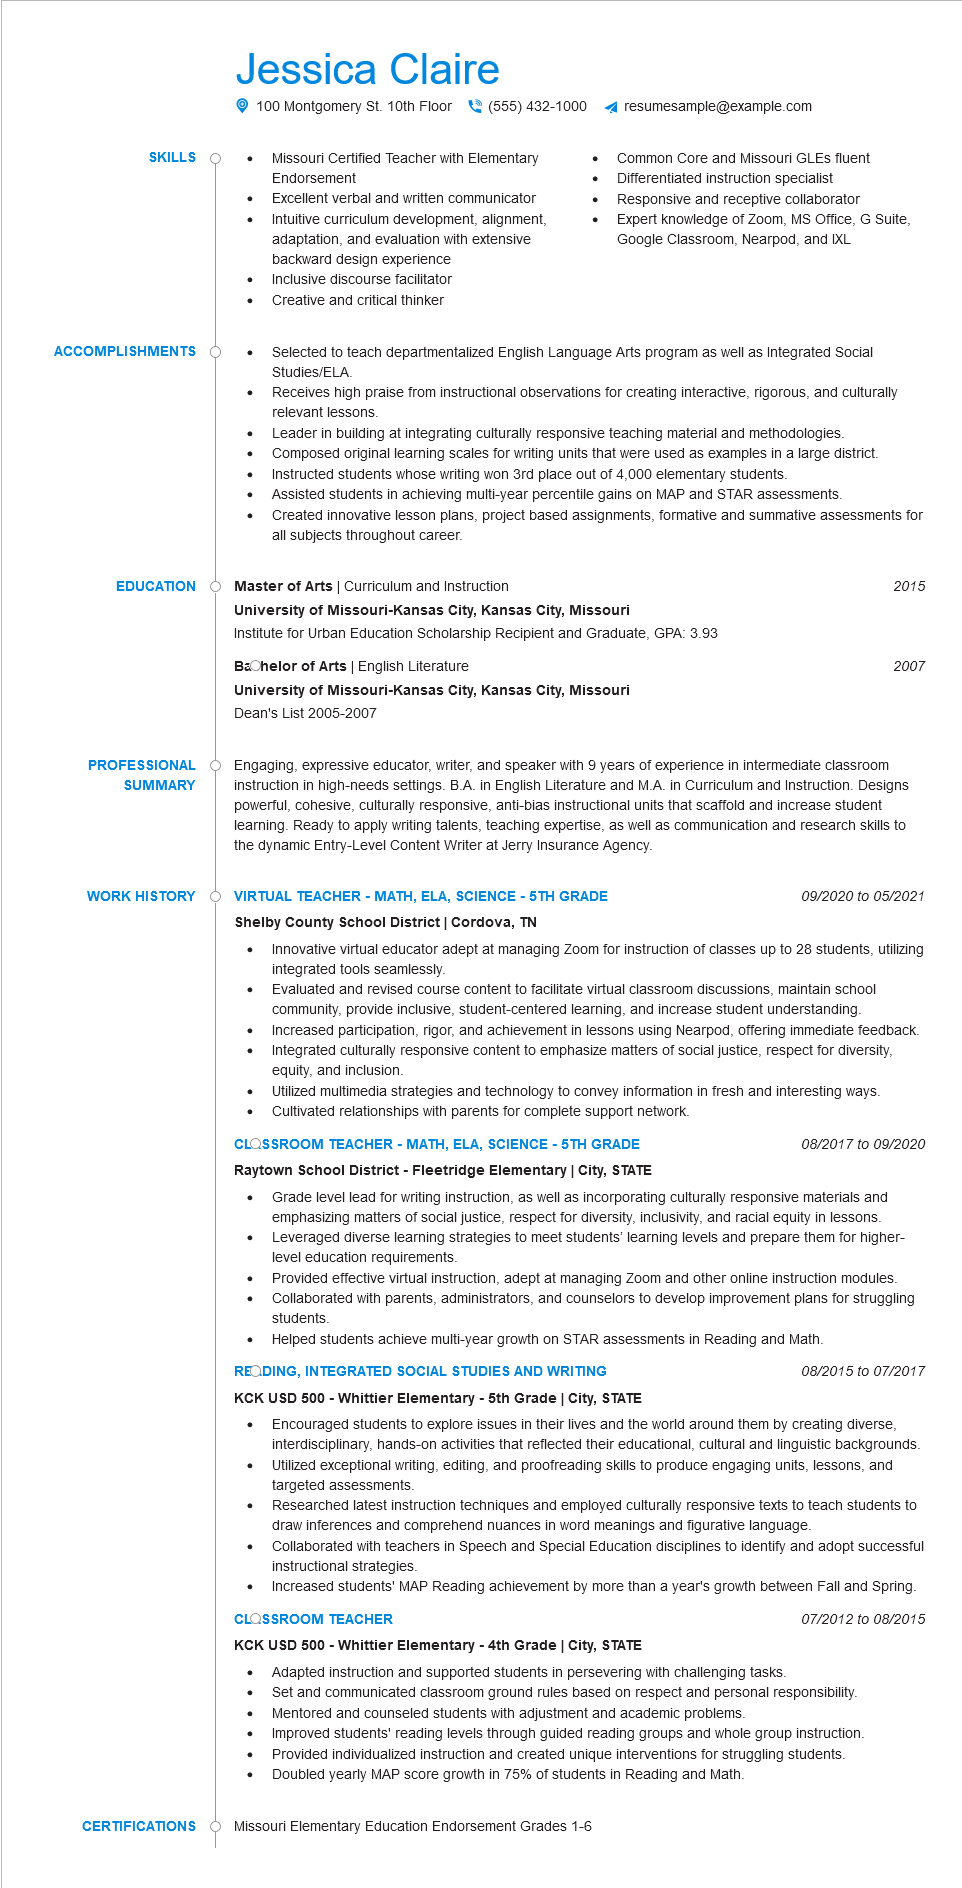 Jessica Claire
100 Montgomery St. 10th Floor (555) 432-1000 resumesample@example.com
SKILLS
• Missouri Certified Teacher with Elementary
Endorsement
• Excellent verbal and written communicator
• Intuitive curriculum development, alignment,
adaptation, and evaluation with extensive
backward design experience
• Inclusive discourse facilitator
• Creative and critical thinker
• Common Core and Missouri GLEs fluent
• Differentiated instruction specialist
• Responsive and receptive collaborator
• Expert knowledge of Zoom, MS Office, G Suite,
Google Classroom, Nearpod, and IXL
ACCOMPLISHMENTS
• Selected to teach departmentalized English Language Arts program as well as Integrated Social
Studies/ELA.
• Receives high praise from instructional observations for creating interactive, rigorous, and culturally
relevant lessons.
• Leader in building at integrating culturally responsive teaching material and methodologies.
• Composed original learning scales for writing units that were used as examples in a large district.
• Instructed students whose writing won 3rd place out of 4,000 elementary students.
• Assisted students in achieving multi-year percentile gains on MAP and STAR assessments.
• Created innovative lesson plans, project based assignments, formative and summative assessments for
all subjects throughout career.
EDUCATION
Master of Arts | Curriculum and Instruction 2015
University of Missouri-Kansas City, Kansas City, Missouri
Institute for Urban Education Scholarship Recipient and Graduate, GPA: 3.93
Bachelor of Arts | English Literature 2007
University of Missouri-Kansas City, Kansas City, Missouri
Dean's List 2005-2007
PROFESSIONAL
SUMMARY
Engaging, expressive educator, writer, and speaker with 9 years of experience in intermediate classroom
instruction in high-needs settings. B.A. in English Literature and M.A. in Curriculum and Instruction. Designs
powerful, cohesive, culturally responsive, anti-bias instructional units that scaffold and increase student
learning. Ready to apply writing talents, teaching expertise, as well as communication and research skills to
the dynamic Entry-Level Content Writer at Jerry Insurance Agency.
WORK HISTORY
VIRTUAL TEACHER - MATH, ELA, SCIENCE - 5TH GRADE 09/2020 to 05/2021
Shelby County School District | Cordova, TN
• Innovative virtual educator adept at managing Zoom for instruction of classes up to 28 students, utilizing
integrated tools seamlessly.
• Evaluated and revised course content to facilitate virtual classroom discussions, maintain school
community, provide inclusive, student-centered learning, and increase student understanding.
• Increased participation, rigor, and achievement in lessons using Nearpod, offering immediate feedback.
• Integrated culturally responsive content to emphasize matters of social justice, respect for diversity,
equity, and inclusion.
• Utilized multimedia strategies and technology to convey information in fresh and interesting ways.
• Cultivated relationships with parents for complete support network.
CLASSROOM TEACHER - MATH, ELA, SCIENCE - 5TH GRADE 08/2017 to 09/2020
Raytown School District - Fleetridge Elementary | City, STATE
• Grade level lead for writing instruction, as well as incorporating culturally responsive materials and
emphasizing matters of social justice, respect for diversity, inclusivity, and racial equity in lessons.
• Leveraged diverse learning strategies to meet students’ learning levels and prepare them for higher-
level education requirements.
• Provided effective virtual instruction, adept at managing Zoom and other online instruction modules.
• Collaborated with parents, administrators, and counselors to develop improvement plans for struggling
students.
• Helped students achieve multi-year growth on STAR assessments in Reading and Math.
READING, INTEGRATED SOCIAL STUDIES AND WRITING 08/2015 to 07/2017
KCK USD 500 - Whittier Elementary - 5th Grade | City, STATE
• Encouraged students to explore issues in their lives and the world around them by creating diverse,
interdisciplinary, hands-on activities that reflected their educational, cultural and linguistic backgrounds.
• Utilized exceptional writing, editing, and proofreading skills to produce engaging units, lessons, and
targeted assessments.
• Researched latest instruction techniques and employed culturally responsive texts to teach students to
draw inferences and comprehend nuances in word meanings and figurative language.
• Collaborated with teachers in Speech and Special Education disciplines to identify and adopt successful
instructional strategies.
• Increased students' MAP Reading achievement by more than a year's growth between Fall and Spring.
CLASSROOM TEACHER 07/2012 to 08/2015
KCK USD 500 - Whittier Elementary - 4th Grade | City, STATE
• Adapted instruction and supported students in persevering with challenging tasks.
• Set and communicated classroom ground rules based on respect and personal responsibility.
• Mentored and counseled students with adjustment and academic problems.
• Improved students' reading levels through guided reading groups and whole group instruction.
• Provided individualized instruction and created unique interventions for struggling students.
• Doubled yearly MAP score growth in 75% of students in Reading and Math.
CERTIFICATIONS
Missouri Elementary Education Endorsement Grades 1-6